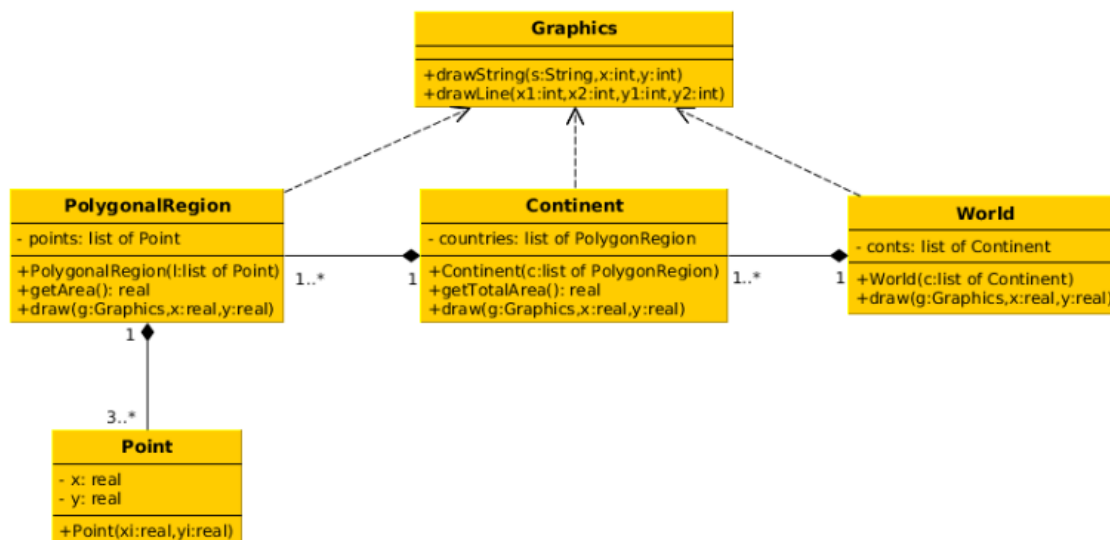 Graphics
+drawString(s:String,x:int,y:int)
+drawLine(x1:int,x2:int,y1:int,y2:int)
PolygonalRegion
- points: list of Point
+PolygonalRegion(l:list of Point)
+getArea(): real
+draw(g:Graphics,x:real,y:real)
1..*
1
Continent
- countries: list of PolygonRegion
+Continent(c:list of PolygonRegion)
+getTotalArea(): real
+draw(g:Graphics,x:real,y:real)
1..*
1
World
- conts: list of Continent
+World(c:list of Continent)
+draw(g:Graphics,x:real,y:real)
1
3..*
Point
- x: real
- y: real
+Point(xi:real,yi:real)